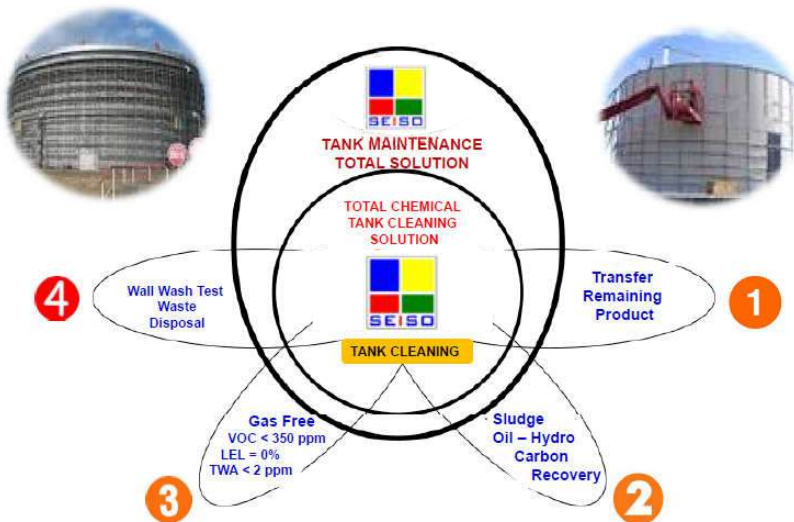 SEISO
TANK MAINTENANCE
TOTAL SOLUTION
TOTAL CHEMICAL
TANK CLEANING
SOLUTION
SEISO
TANK CLEANING
1
Transfer
Remaining
Product
2
Sludge
Oil – Hydro
Carbon
Recovery
3
Gas Free
VOC < 350 ppm
LEL = 0%
TWA < 2 ppm
4
Wall Wash Test
Waste
Disposal